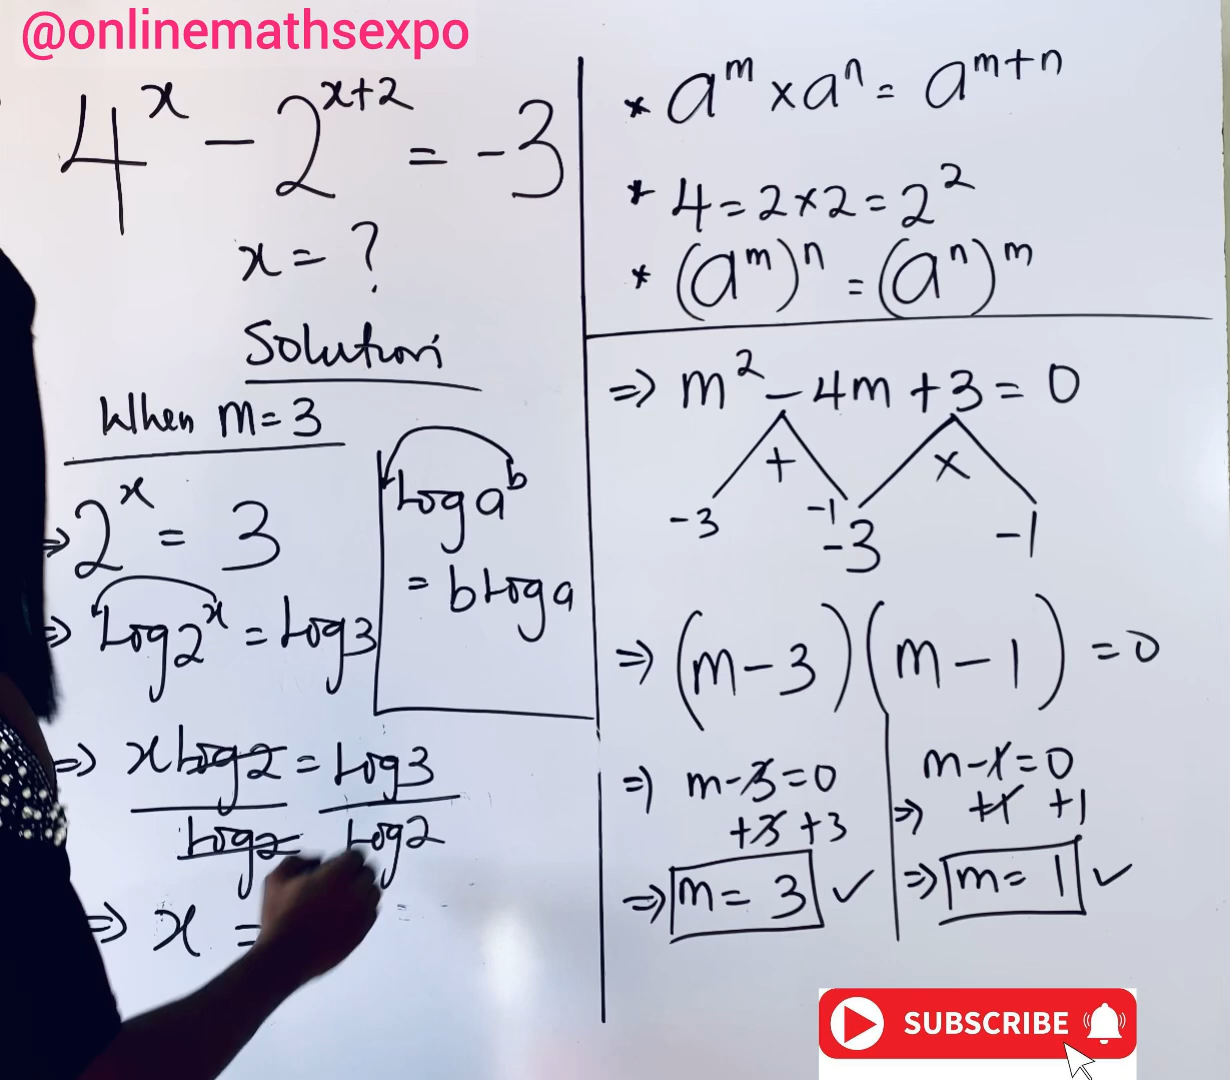 @onlinemathsexpo
4^x - 2^{x+2} = -3
x = ?
Solution
When m = 3
⇒ 2^x = 3
⇒ Log2^x = Log3
⇒ xLog2 = Log3
Log2 Log2
⇒ x =
Log a^b
= bLog a
* a^m × a^n = a^{m+n}
* 4 = 2×2 = 2^2
* (a^m)^n = (a^n)^m
⇒ m^2 - 4m + 3 = 0
+ ×
-3 -1 -3 -1
⇒ (m-3)(m-1) = 0
⇒ m-3=0
+3 +3
⇒ m = 3 ✓
m-1=0
⇒ +1 +1
⇒ m = 1 ✓
SUBSCRIBE